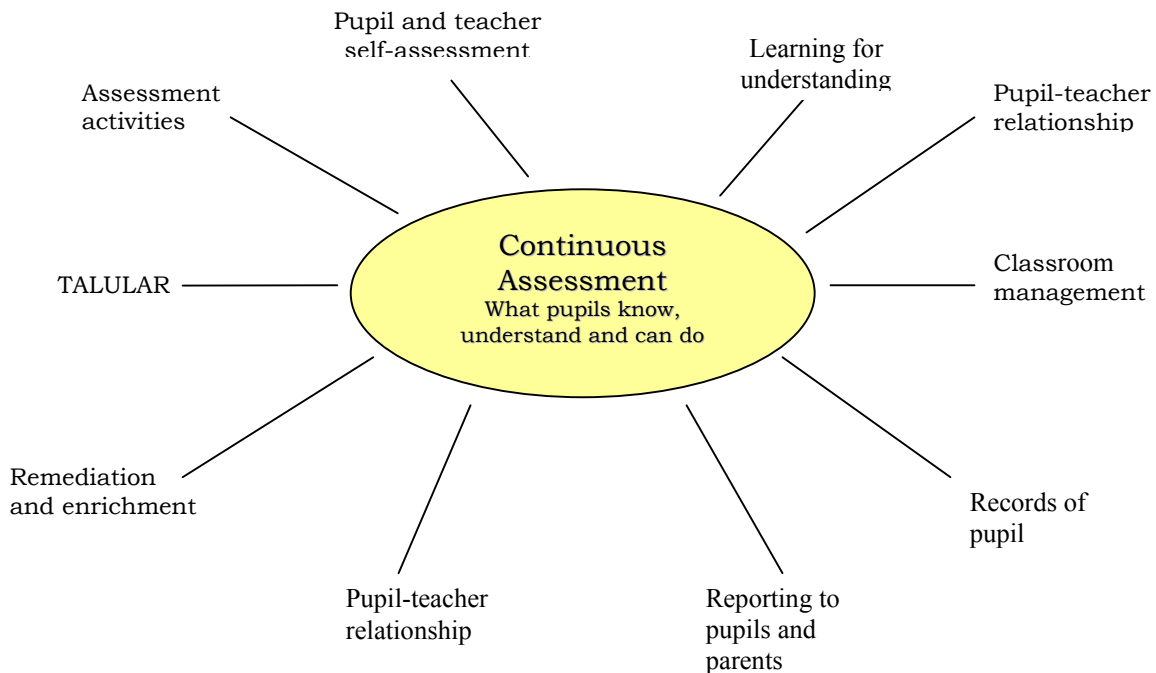 Pupil and teacher
self-assessment
Learning for
understanding
Assessment
activities
Pupil-teacher
relationship
Continuous
Assessment
What pupils know,
understand and can do
TALULAR
Classroom
management
Remediation
and enrichment
Records of
pupil
Pupil-teacher
relationship
Reporting to
pupils and
parents